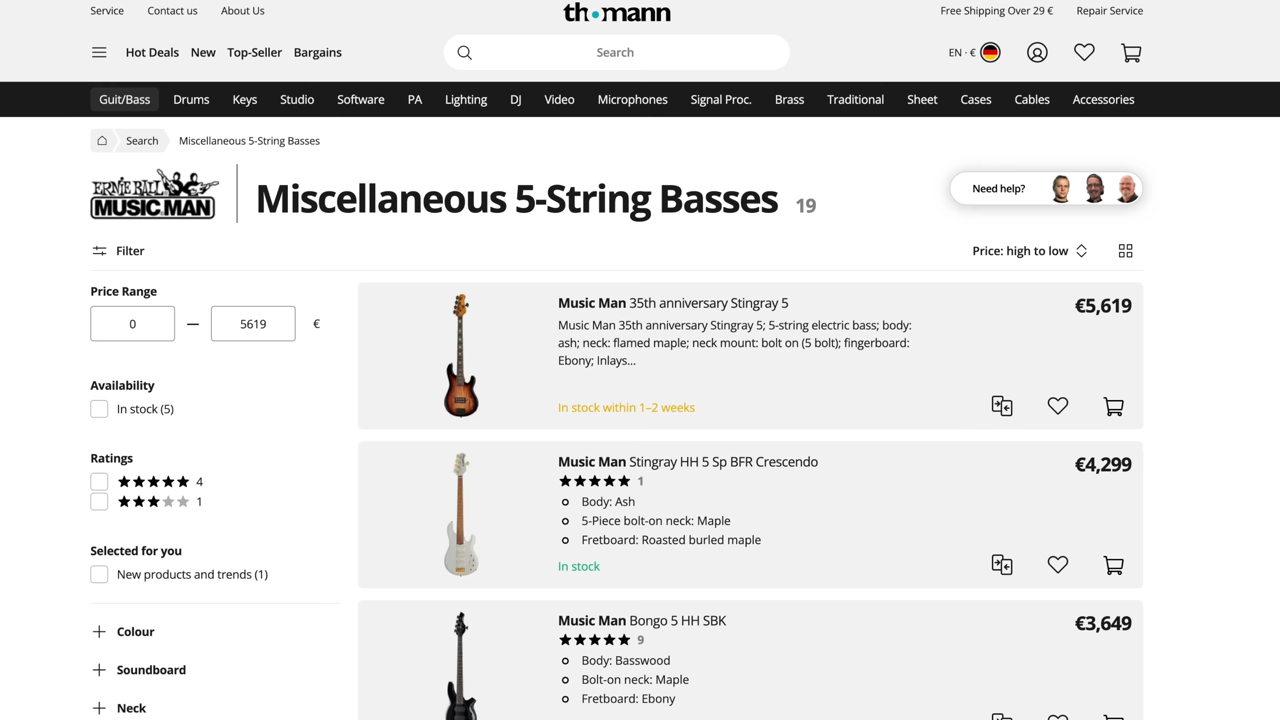 Service Contact us About Us
th•mann
Free Shipping Over 29 € Repair Service
Hot Deals New Top-Seller Bargains
Search
EN · €
Guit/Bass Drums Keys Studio Software PA Lighting DJ Video Microphones Signal Proc. Brass Traditional Sheet Cases Cables Accessories
Search Miscellaneous 5-String Basses
ERNIE BALL
MUSIC MAN
Miscellaneous 5-String Basses 19
Need help?
Filter
Price: high to low
Price Range
0 — 5619 €
Availability
In stock (5)
Ratings
★★★★★ 4
★★★★★ 1
Selected for you
New products and trends (1)
Colour
Soundboard
Neck
Music Man 35th anniversary Stingray 5
€5,619
Music Man 35th anniversary Stingray 5; 5-string electric bass; body:
ash; neck: flamed maple; neck mount: bolt on (5 bolt); fingerboard:
Ebony; Inlays...
In stock within 1–2 weeks
Music Man Stingray HH 5 Sp BFR Crescendo
€4,299
★★★★★ 1
Body: Ash
5-Piece bolt-on neck: Maple
Fretboard: Roasted burled maple
In stock
Music Man Bongo 5 HH SBK
€3,649
★★★★★ 9
Body: Basswood
Bolt-on neck: Maple
Fretboard: Ebony